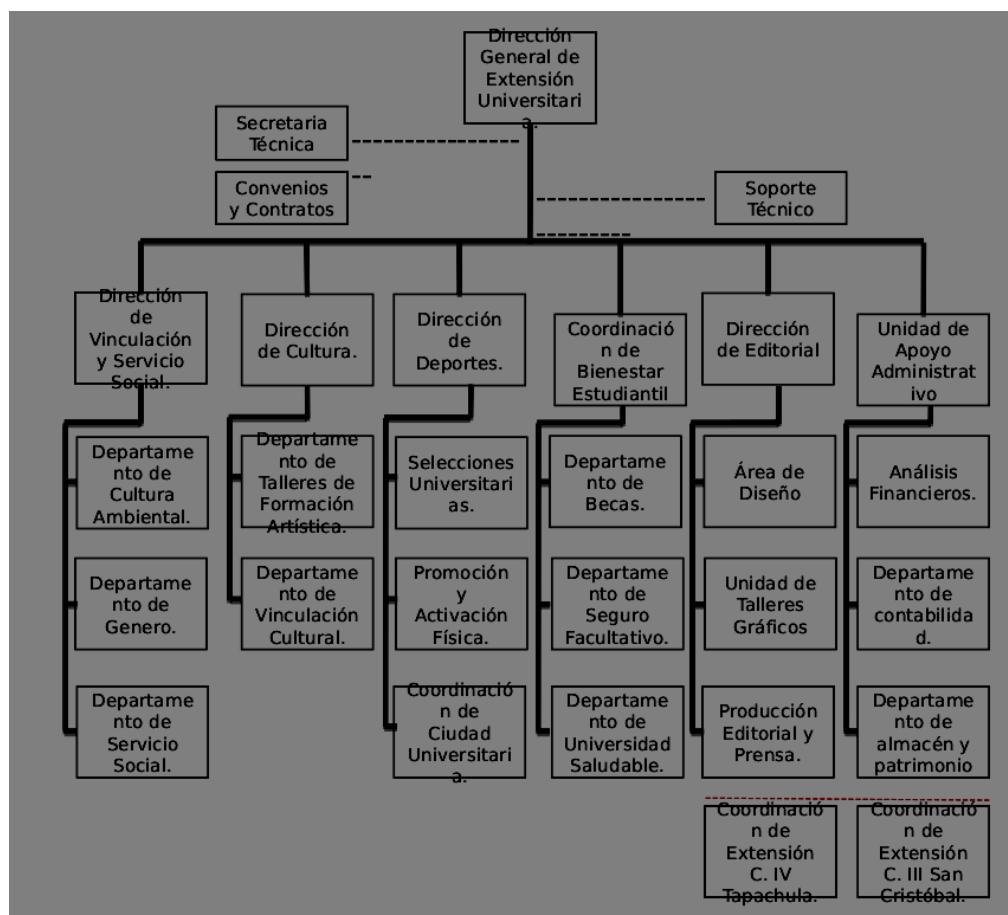 Dirección
General de
Extensión
Universitari
a.
Secretaria
Técnica
Convenios
y Contratos
Soporte
Técnico
Dirección
de
Vinculación
y Servicio
Social.
Dirección
de Cultura.
Dirección
de
Deportes.
Coordinació
n de
Bienestar
Estudiantil
Dirección
de Editorial
Unidad de
Apoyo
Administrat
ivo
Departame
nto de
Cultura
Ambiental.
Departame
nto de
Talleres de
Formación
Artística.
Selecciones
Universitari
as.
Departame
nto de
Becas.
Área de
Diseño
Análisis
Financieros.
Departame
nto de
Genero.
Departame
nto de
Vinculación
Cultural.
Promoción
y
Activación
Física.
Departame
nto de
Seguro
Facultativo.
Unidad de
Talleres
Gráficos
Departame
nto de
contabilida
d.
Departame
nto de
Servicio
Social.
Coordinació
n de
Ciudad
Universitari
a.
Departame
nto de
Universidad
Saludable.
Producción
Editorial y
Prensa.
Departame
nto de
almacén y
patrimonio
Coordinació
n de
Extensión
C. IV
Tapachula.
Coordinació
n de
Extensión
C. III San
Cristóbal.